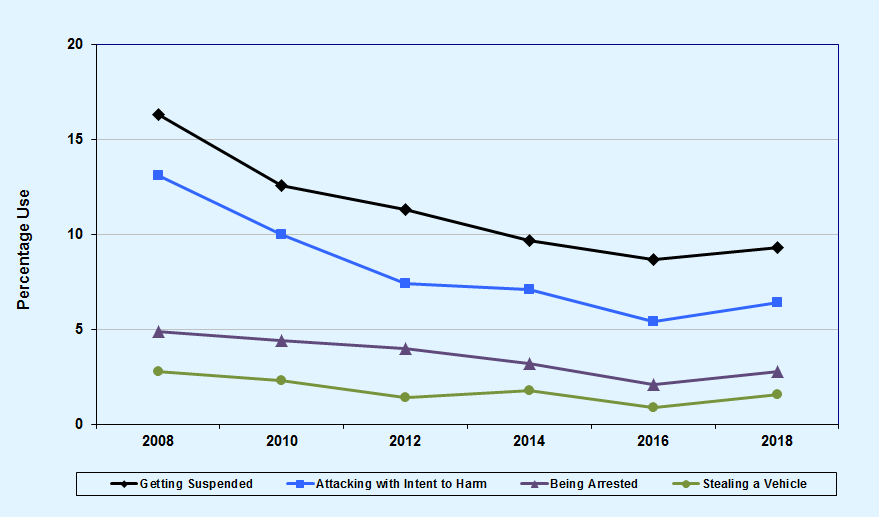 20
15
10
5
0
Percentage Use
2008 2010 2012 2014 2016 2018
Getting Suspended Attacking with Intent to Harm Being Arrested Stealing a Vehicle